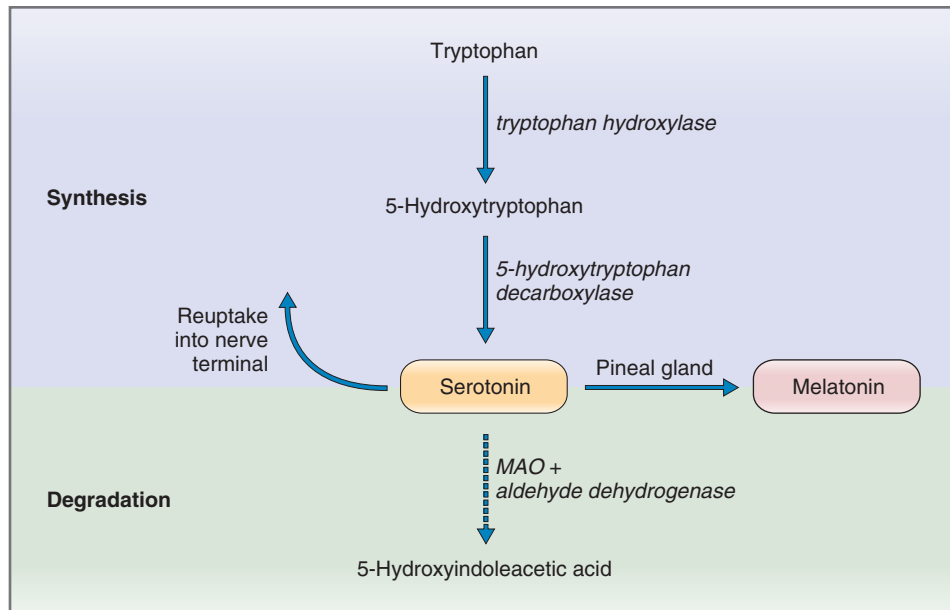 Tryptophan
tryptophan hydroxylase
Synthesis
5-Hydroxytryptophan
5-hydroxytryptophan
decarboxylase
Reuptake
into nerve
terminal
Pineal gland
Serotonin
Melatonin
MAO +
aldehyde dehydrogenase
Degradation
5-Hydroxyindoleacetic acid